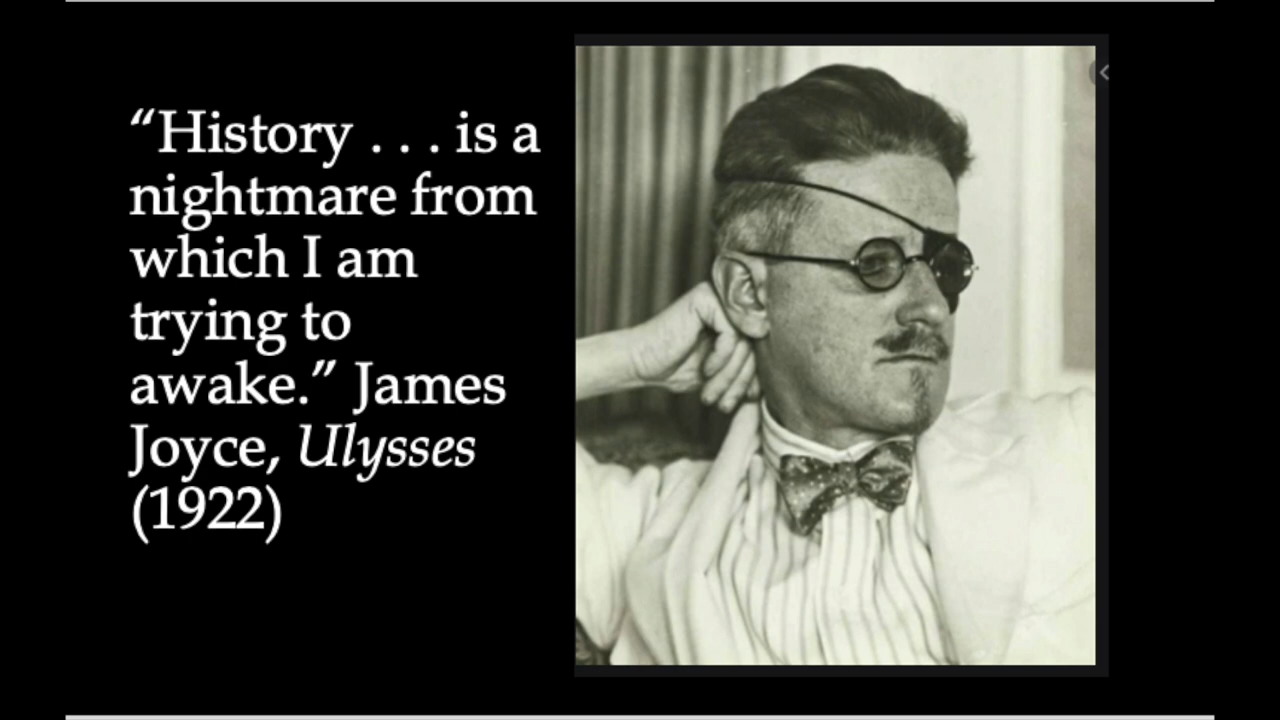 “History . . . is a
nightmare from
which I am
trying to
awake.” James
Joyce, Ulysses
(1922)